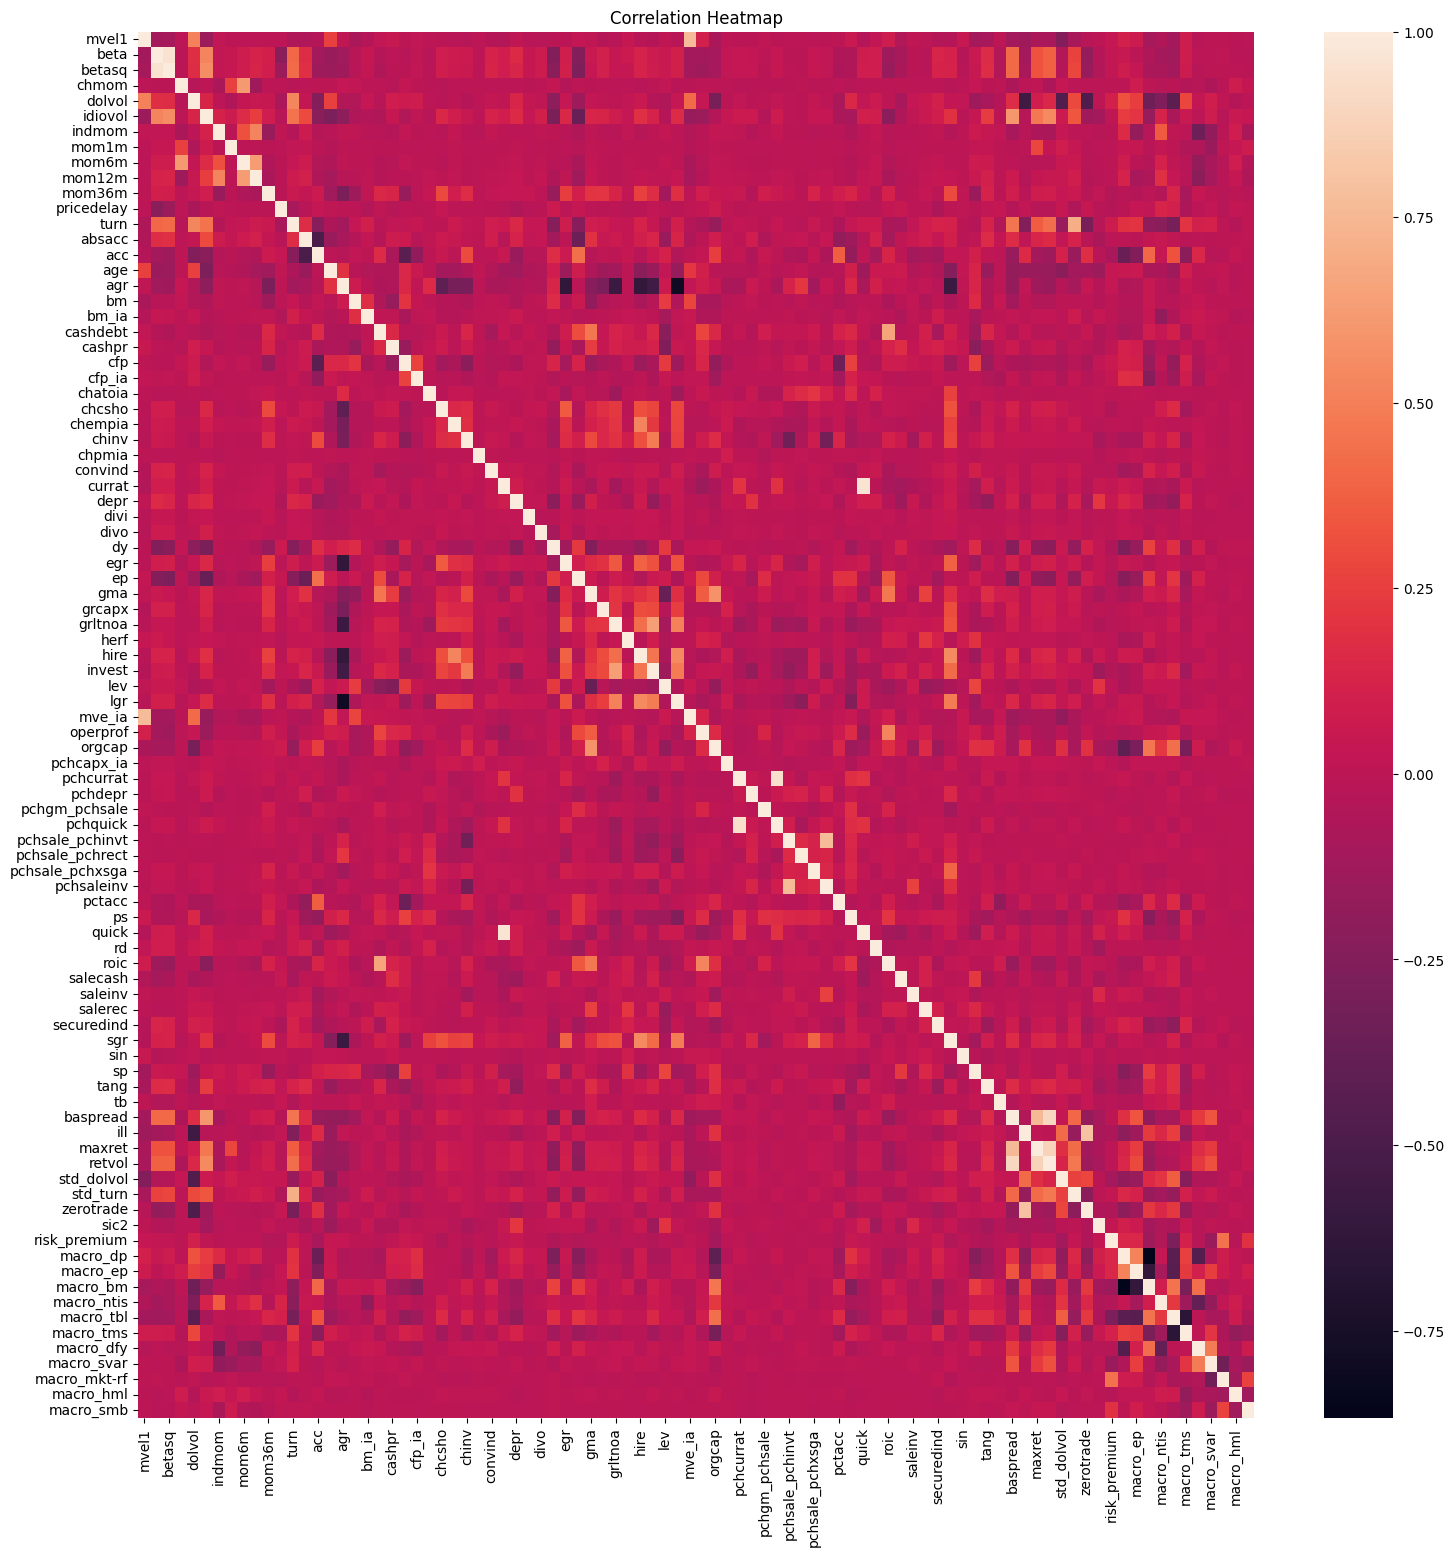 Correlation Heatmap
mvel1
beta
betasq
chmom
dolvol
idiovol
indmom
mom1m
mom6m
mom12m
mom36m
pricedelay
turn
absacc
acc
age
agr
bm
bm_ia
cashdebt
cashpr
cfp
cfp_ia
chatoia
chcsho
chempia
chinv
chpmia
convind
currat
depr
divi
divo
dy
egr
ep
gma
grcapx
grltnoa
herf
hire
invest
lev
lgr
mve_ia
operprof
orgcap
pchcapx_ia
pchcurrat
pchdepr
pchgm_pchsale
pchquick
pchsale_pchinvt
pchsale_pchrect
pchsale_pchxsga
pchsaleinv
pctacc
ps
quick
rd
roic
salecash
saleinv
salerec
securedind
sgr
sin
sp
tang
tb
baspread
ill
maxret
retvol
std_dolvol
std_turn
zerotrade
sic2
risk_premium
macro_dp
macro_ep
macro_bm
macro_ntis
macro_tbl
macro_tms
macro_dfy
macro_svar
macro_mkt-rf
macro_hml
macro_smb
mvel1
betasq
dolvol
indmom
mom6m
mom36m
turn
acc
agr
bm_ia
cashpr
cfp_ia
chcsho
chinv
convind
depr
divo
egr
gma
grltnoa
hire
lev
mve_ia
orgcap
pchcurrat
pchgm_pchsale
pchsale_pchinvt
pchsale_pchxsga
pctacc
quick
roic
saleinv
securedind
sin
tang
baspread
maxret
std_dolvol
zerotrade
risk_premium
macro_ep
macro_ntis
macro_tms
macro_svar
macro_hml
1.00
0.75
0.50
0.25
0.00
−0.25
−0.50
−0.75